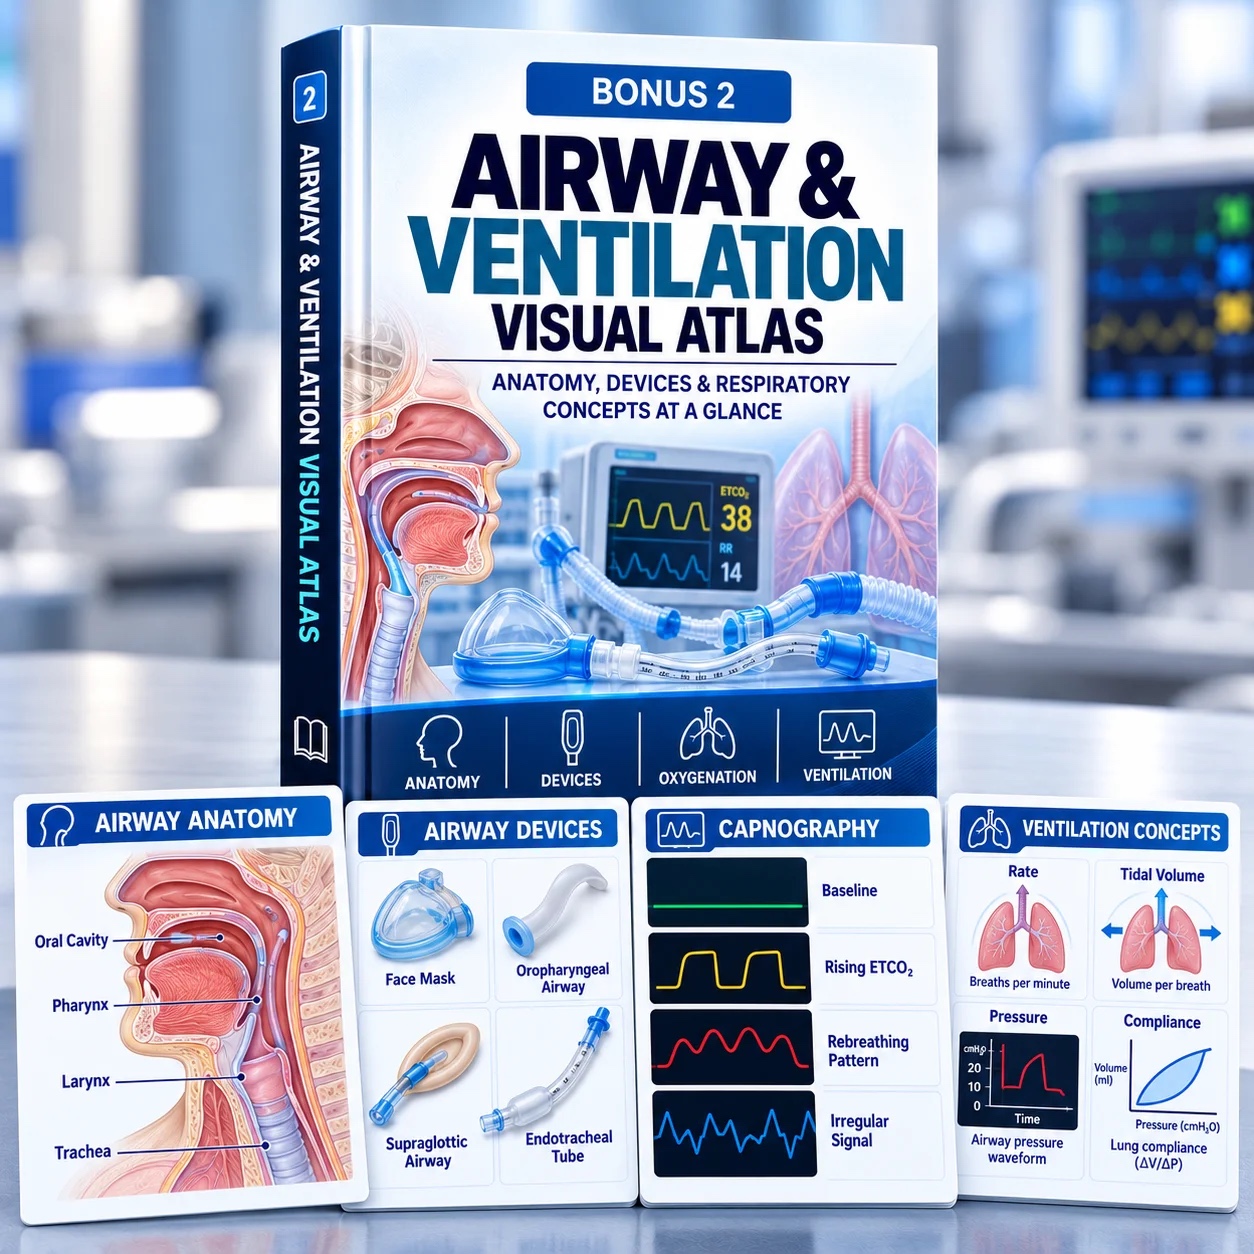 2
AIRWAY & VENTILATION VISUAL ATLAS
BONUS 2
AIRWAY &
VENTILATION
VISUAL ATLAS
ANATOMY, DEVICES & RESPIRATORY
CONCEPTS AT A GLANCE
ETCO₂
38
RR
14
ANATOMY
DEVICES
OXYGENATION
VENTILATION
AIRWAY ANATOMY
Oral Cavity
Pharynx
Larynx
Trachea
AIRWAY DEVICES
Face Mask
Oropharyngeal
Airway
Supraglottic
Airway
Endotracheal
Tube
CAPNOGRAPHY
Baseline
Rising ETCO₂
Rebreathing
Pattern
Irregular
Signal
VENTILATION CONCEPTS
Rate
Breaths per minute
Tidal Volume
Volume per breath
Pressure
cmH₂O
20
10
0
Time
Airway pressure
waveform
Compliance
Volume
(ml)
Pressure (cmH₂O)
Lung compliance
(ΔV/ΔP)